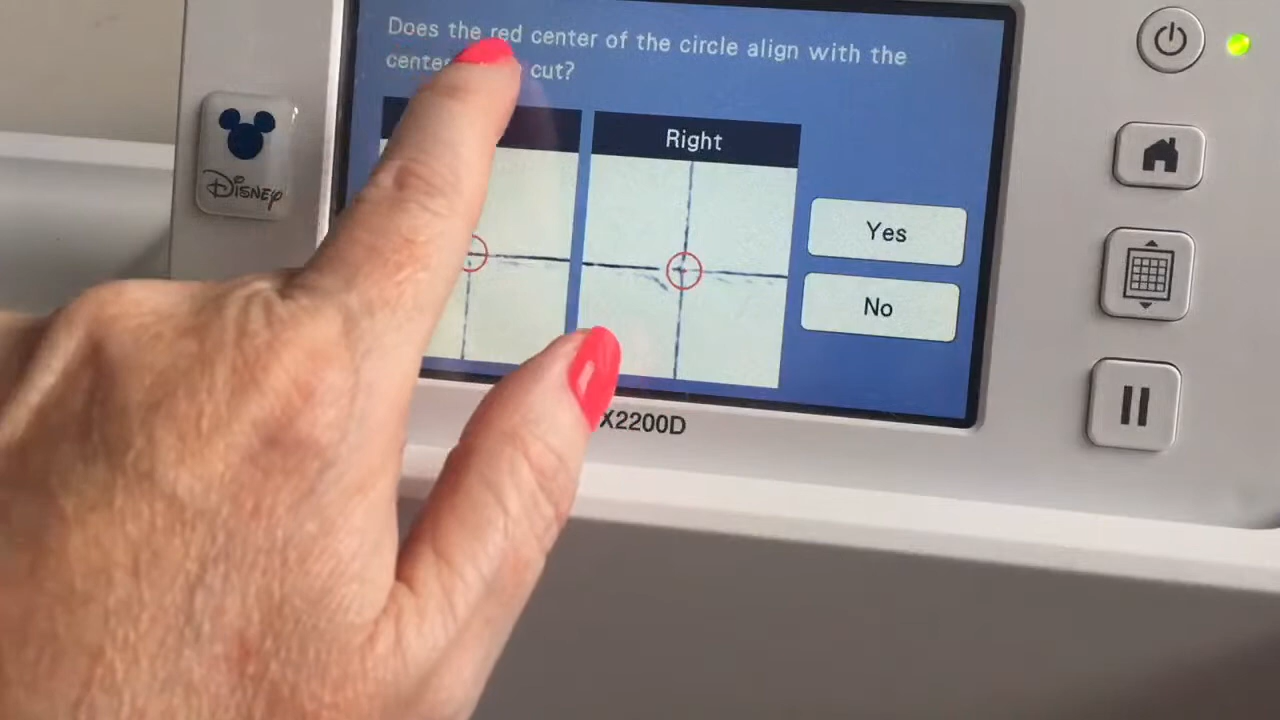 Does the red center of the circle align with the
cut?
Right
Yes
No
Disney
X2200D